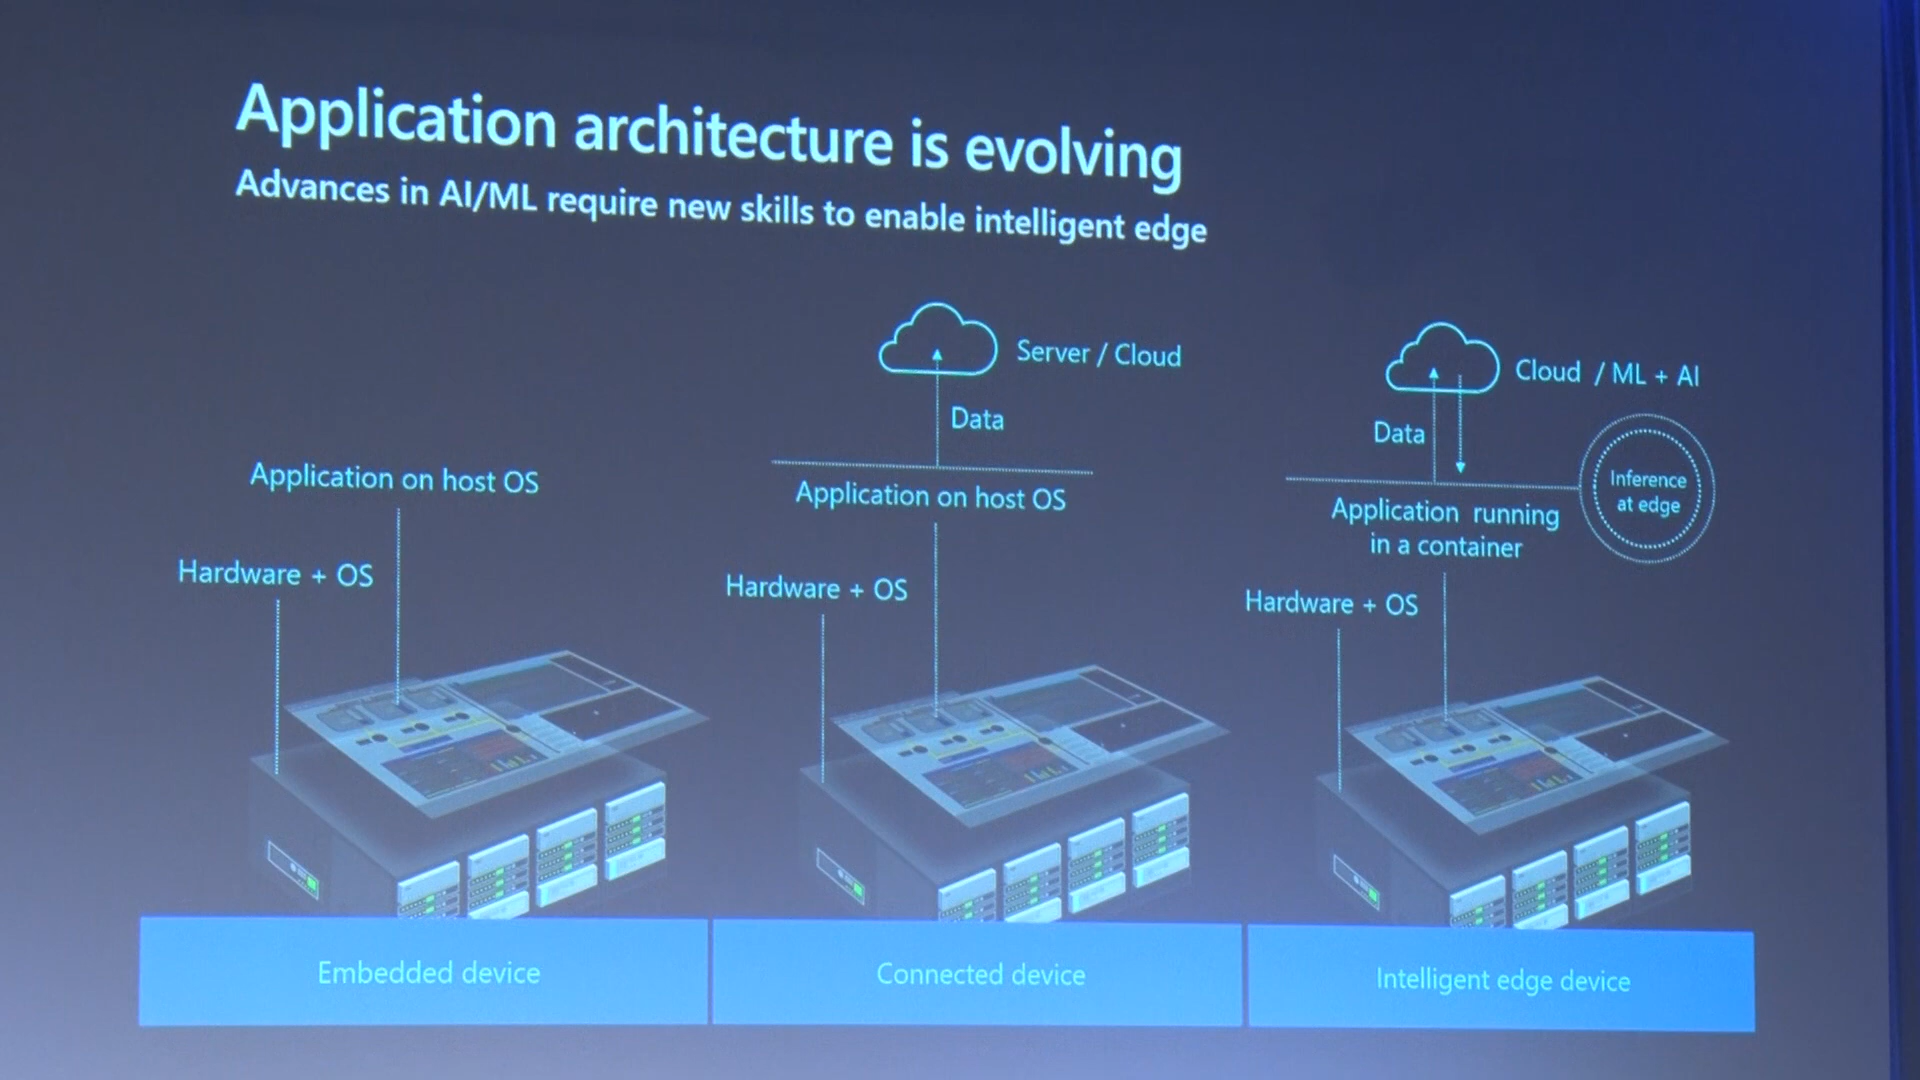 Application architecture is evolving
Advances in AI/ML require new skills to enable intelligent edge
Application on host OS
Hardware + OS
Embedded device
Server / Cloud
Data
Application on host OS
Hardware + OS
Connected device
Cloud / ML + AI
Data
Inference
at edge
Application running
in a container
Hardware + OS
Intelligent edge device